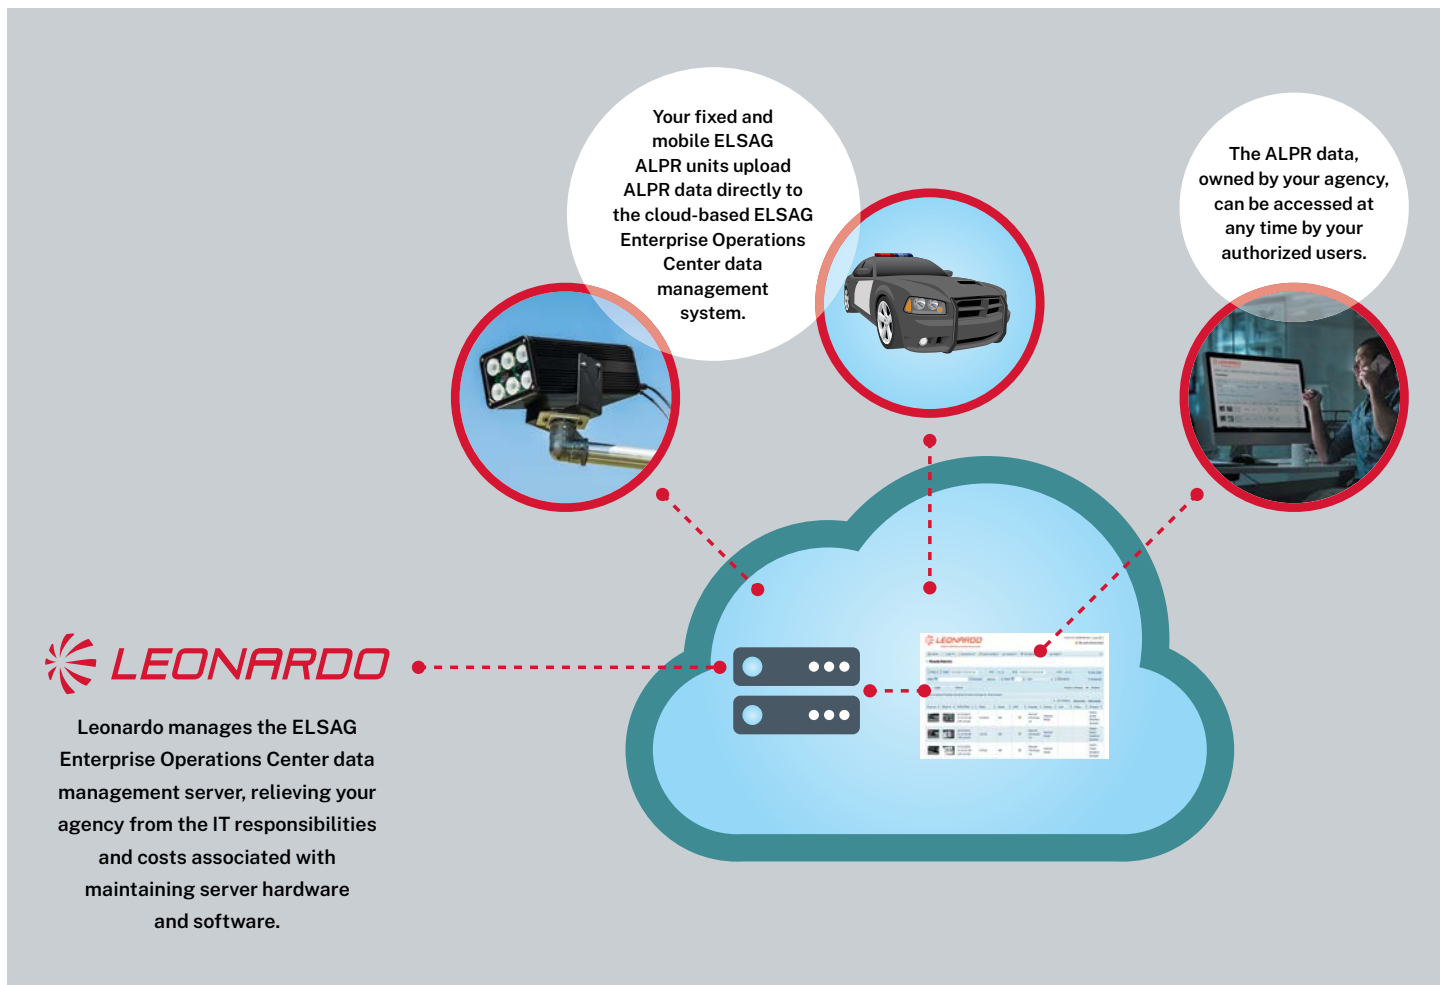 Your fixed and
mobile ELSAG
ALPR units upload
ALPR data directly to
the cloud-based ELSAG
Enterprise Operations
Center data
management
system.
The ALPR data,
owned by your agency,
can be accessed at
any time by your
authorized users.
LEONARDO
Leonardo manages the ELSAG
Enterprise Operations Center data
management server, relieving your
agency from the IT responsibilities
and costs associated with
maintaining server hardware
and software.
LEONARDO